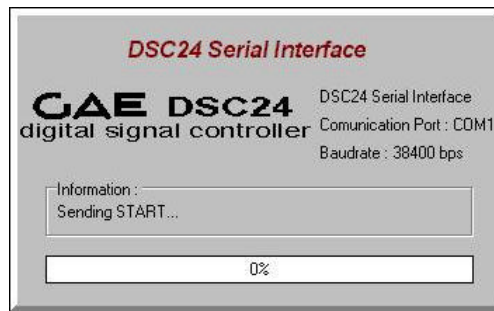 DSC24 Serial Interface
GAE DSC24
digital signal controller
DSC24 Serial Interface
Comunication Port : COM1
Baudrate : 38400 bps
Information :
Sending START...
0%